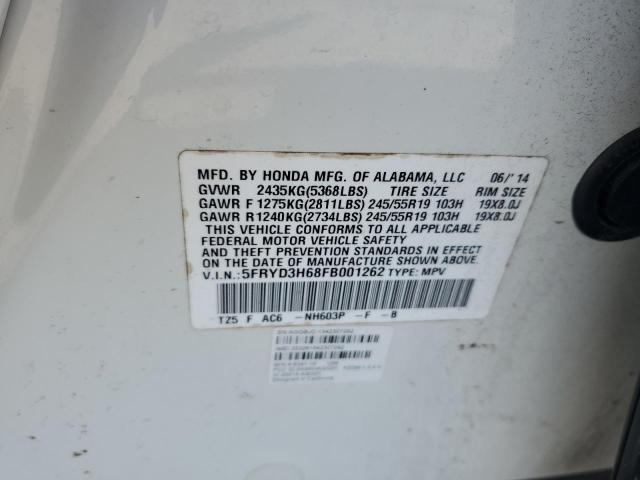 MFD. BY HONDA MFG. OF ALABAMA, LLC 06/'14
GVWR 2435KG(5368LBS) TIRE SIZE RIM SIZE
GAWR F 1275KG(2811LBS) 245/55R19 103H 19X8.0J
GAWR R 1240KG(2734LBS) 245/55R19 103H 19X8.0J
THIS VEHICLE CONFORMS TO ALL APPLICABLE
FEDERAL MOTOR VEHICLE SAFETY
AND THEFT PREVENTION STANDARDS IN EFFECT
ON THE DATE OF MANUFACTURE SHOWN ABOVE.
V.I.N.: 5FRYD3H68FB001262 TYPE: MPV
TZ5 F AC6 -NH603P -F -B
Designed in California